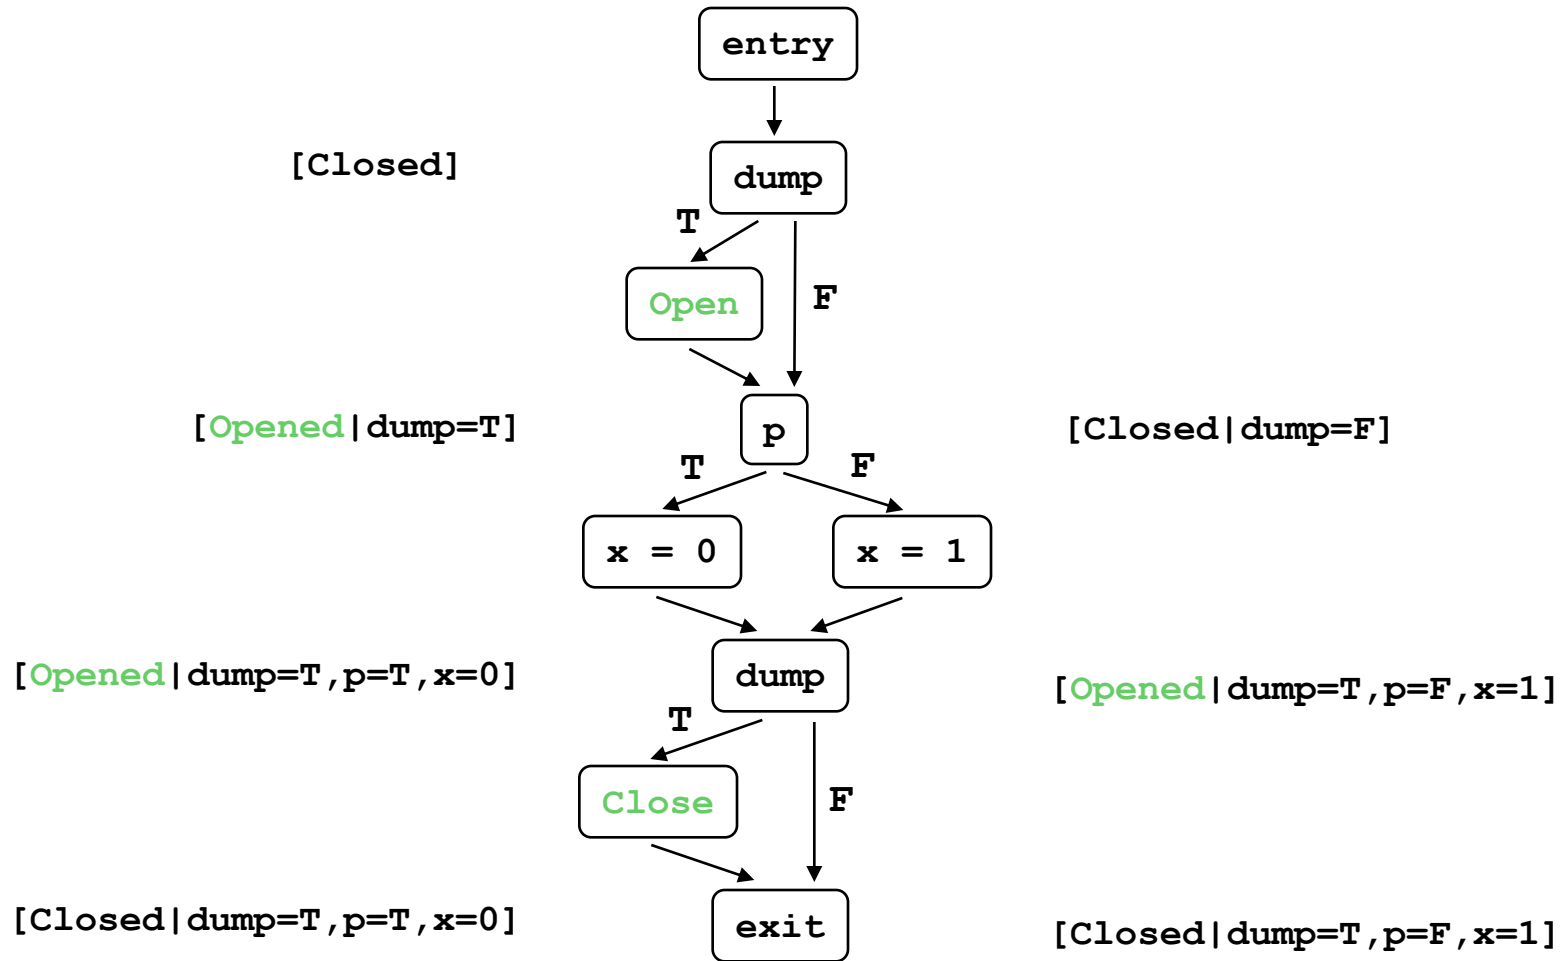 entry
[Closed]
dump
T
Open
F
[Opened|dump=T]
p
[Closed|dump=F]
T
F
x = 0
x = 1
[Opened|dump=T,p=T,x=0]
dump
[Opened|dump=T,p=F,x=1]
T
Close
F
[Closed|dump=T,p=T,x=0]
exit
[Closed|dump=T,p=F,x=1]